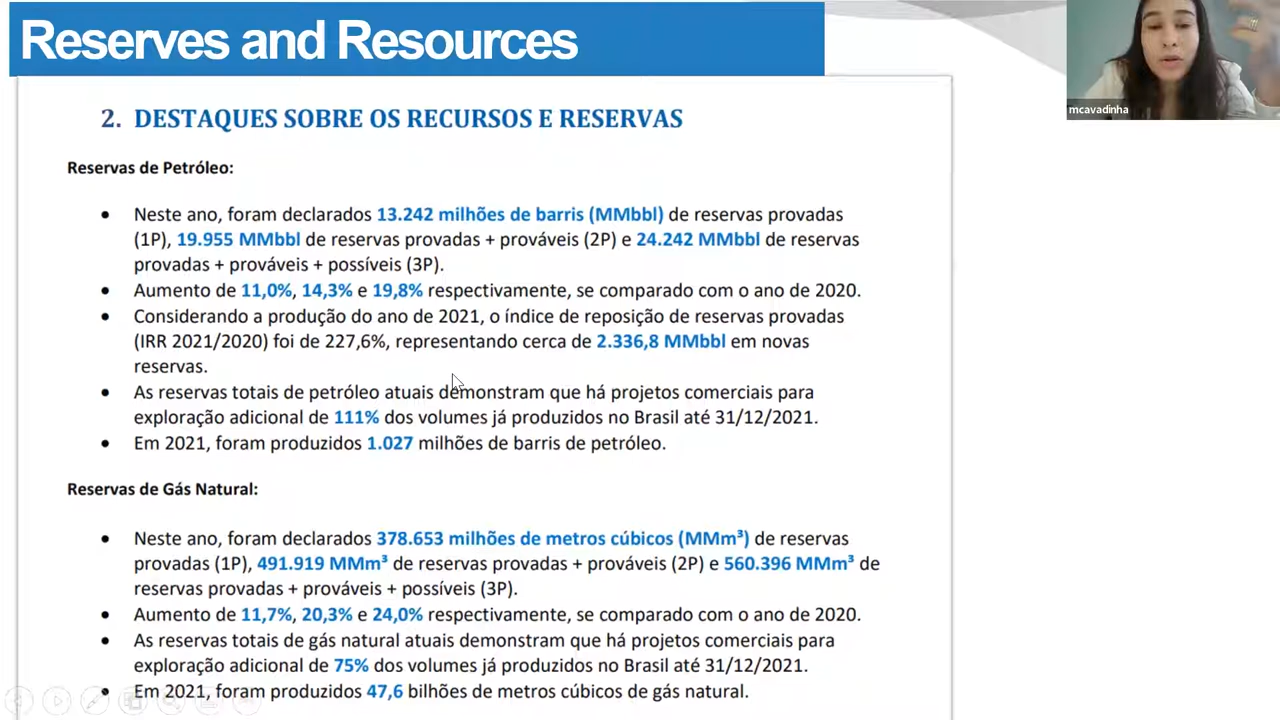 Reserves and Resources
mcavadinha
2. DESTAQUES SOBRE OS RECURSOS E RESERVAS
Reservas de Petróleo:
• Neste ano, foram declarados 13.242 milhões de barris (MMbbl) de reservas provadas
(1P), 19.955 MMbbl de reservas provadas + prováveis (2P) e 24.242 MMbbl de reservas
provadas + prováveis + possíveis (3P).
• Aumento de 11,0%, 14,3% e 19,8% respectivamente, se comparado com o ano de 2020.
• Considerando a produção do ano de 2021, o índice de reposição de reservas provadas
(IRR 2021/2020) foi de 227,6%, representando cerca de 2.336,8 MMbbl em novas
reservas.
• As reservas totais de petróleo atuais demonstram que há projetos comerciais para
exploração adicional de 111% dos volumes já produzidos no Brasil até 31/12/2021.
• Em 2021, foram produzidos 1.027 milhões de barris de petróleo.
Reservas de Gás Natural:
• Neste ano, foram declarados 378.653 milhões de metros cúbicos (MMm³) de reservas
provadas (1P), 491.919 MMm³ de reservas provadas + prováveis (2P) e 560.396 MMm³ de
reservas provadas + prováveis + possíveis (3P).
• Aumento de 11,7%, 20,3% e 24,0% respectivamente, se comparado com o ano de 2020.
• As reservas totais de gás natural atuais demonstram que há projetos comerciais para
exploração adicional de 75% dos volumes já produzidos no Brasil até 31/12/2021.
• Em 2021, foram produzidos 47,6 bilhões de metros cúbicos de gás natural.